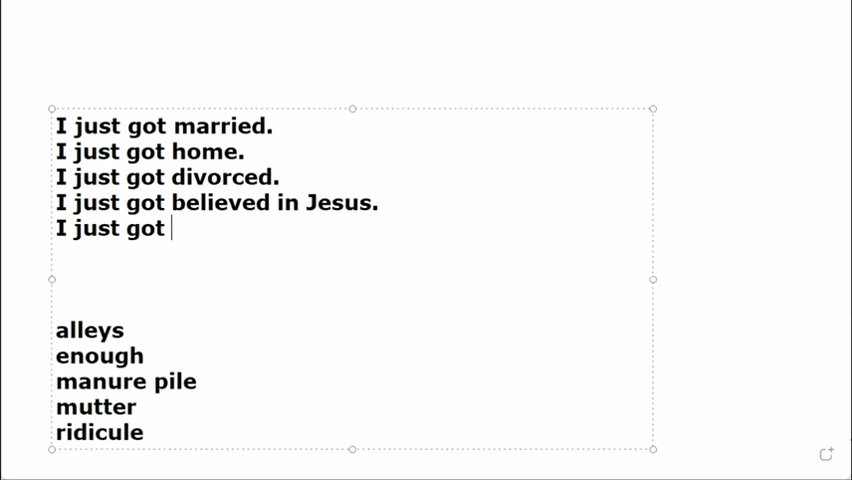 I just got married.
I just got home.
I just got divorced.
I just got believed in Jesus.
I just got
alleys
enough
manure pile
mutter
ridicule